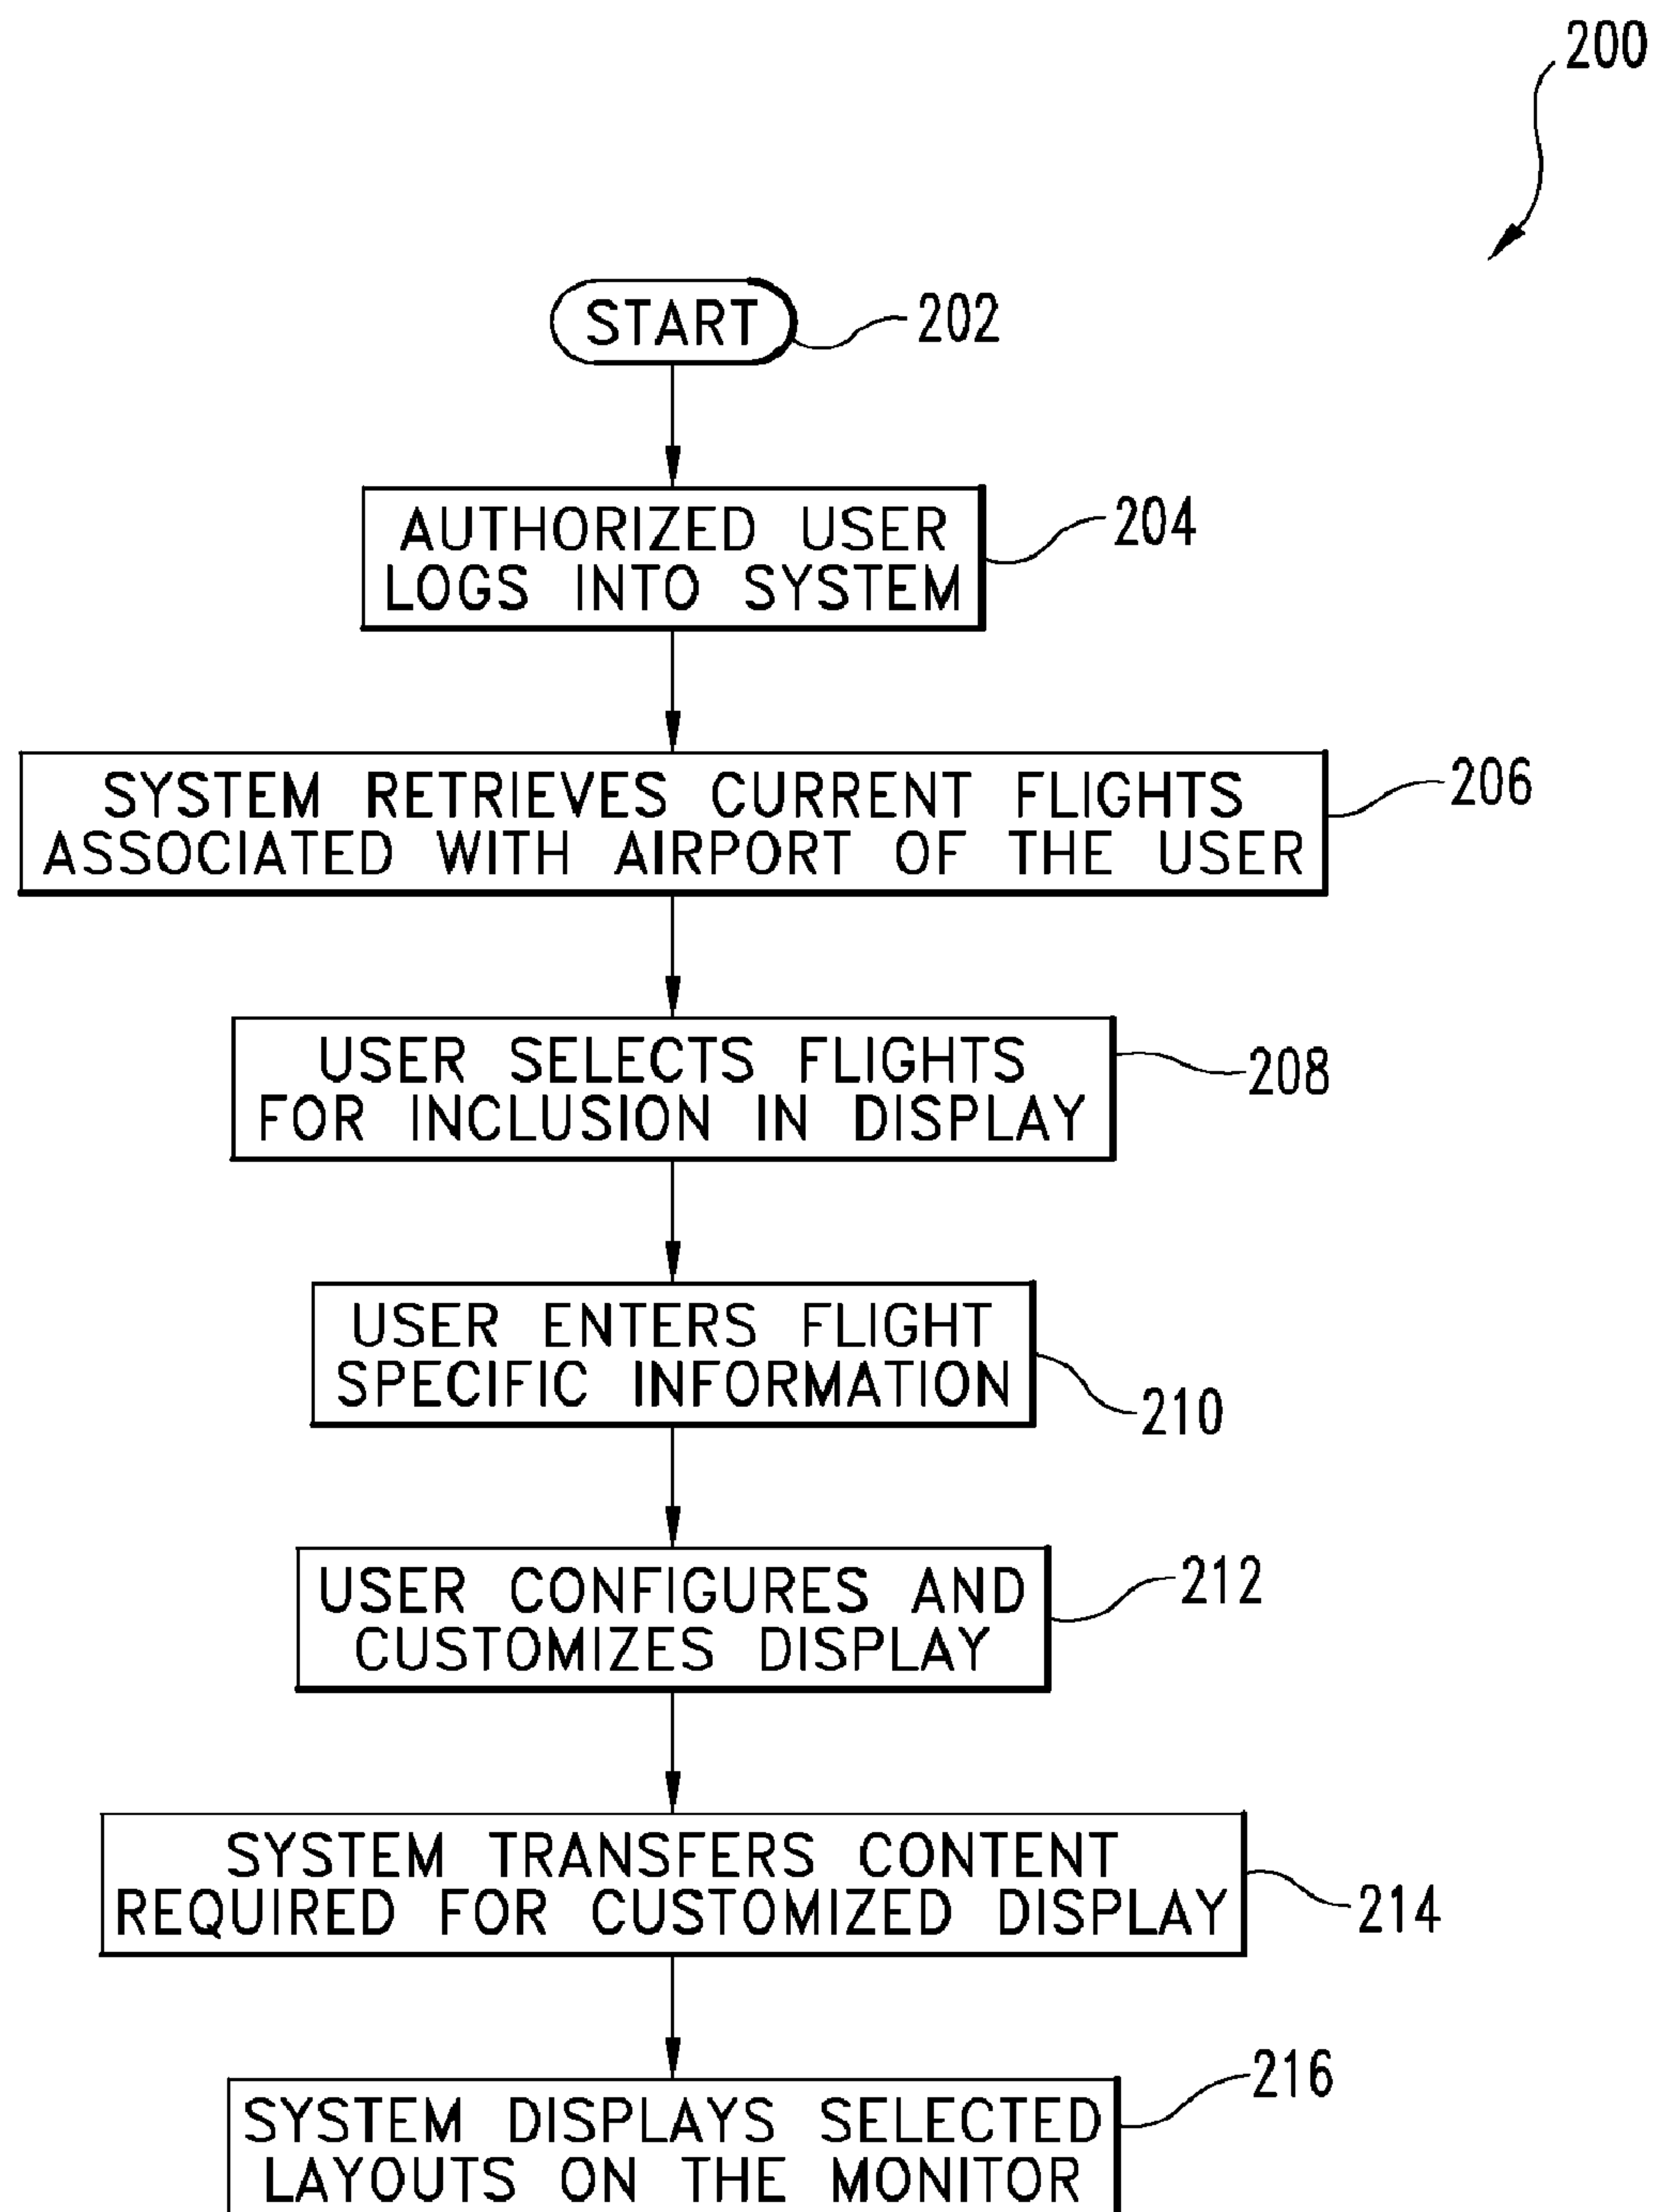 200
START
202
AUTHORIZED USER
LOGS INTO SYSTEM
204
SYSTEM RETRIEVES CURRENT FLIGHTS
ASSOCIATED WITH AIRPORT OF THE USER
206
USER SELECTS FLIGHTS
FOR INCLUSION IN DISPLAY
208
USER ENTERS FLIGHT
SPECIFIC INFORMATION
210
USER CONFIGURES AND
CUSTOMIZES DISPLAY
212
SYSTEM TRANSFERS CONTENT
REQUIRED FOR CUSTOMIZED DISPLAY
214
SYSTEM DISPLAYS SELECTED
LAYOUTS ON THE MONITOR
216